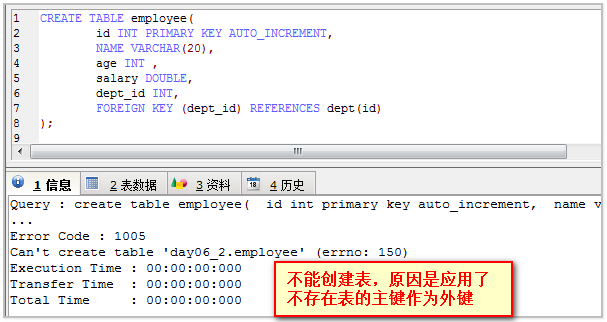 1 CREATE TABLE employee(
2 id INT PRIMARY KEY AUTO_INCREMENT,
3 NAME VARCHAR(20),
4 age INT ,
5 salary DOUBLE,
6 dept_id INT,
7 FOREIGN KEY (dept_id) REFERENCES dept(id)
8 );
9
1 信息 2 表数据 3 资料 4 历史
Query : create table employee( id int primary key auto_increment, name v
...
Error Code : 1005
Can't create table 'day06_2.employee' (errno: 150)
Execution Time : 00:00:00:000
Transfer Time : 00:00:00:000
Total Time : 00:00:00:000
不能创建表，原因是应用了
不存在表的主键作为外键